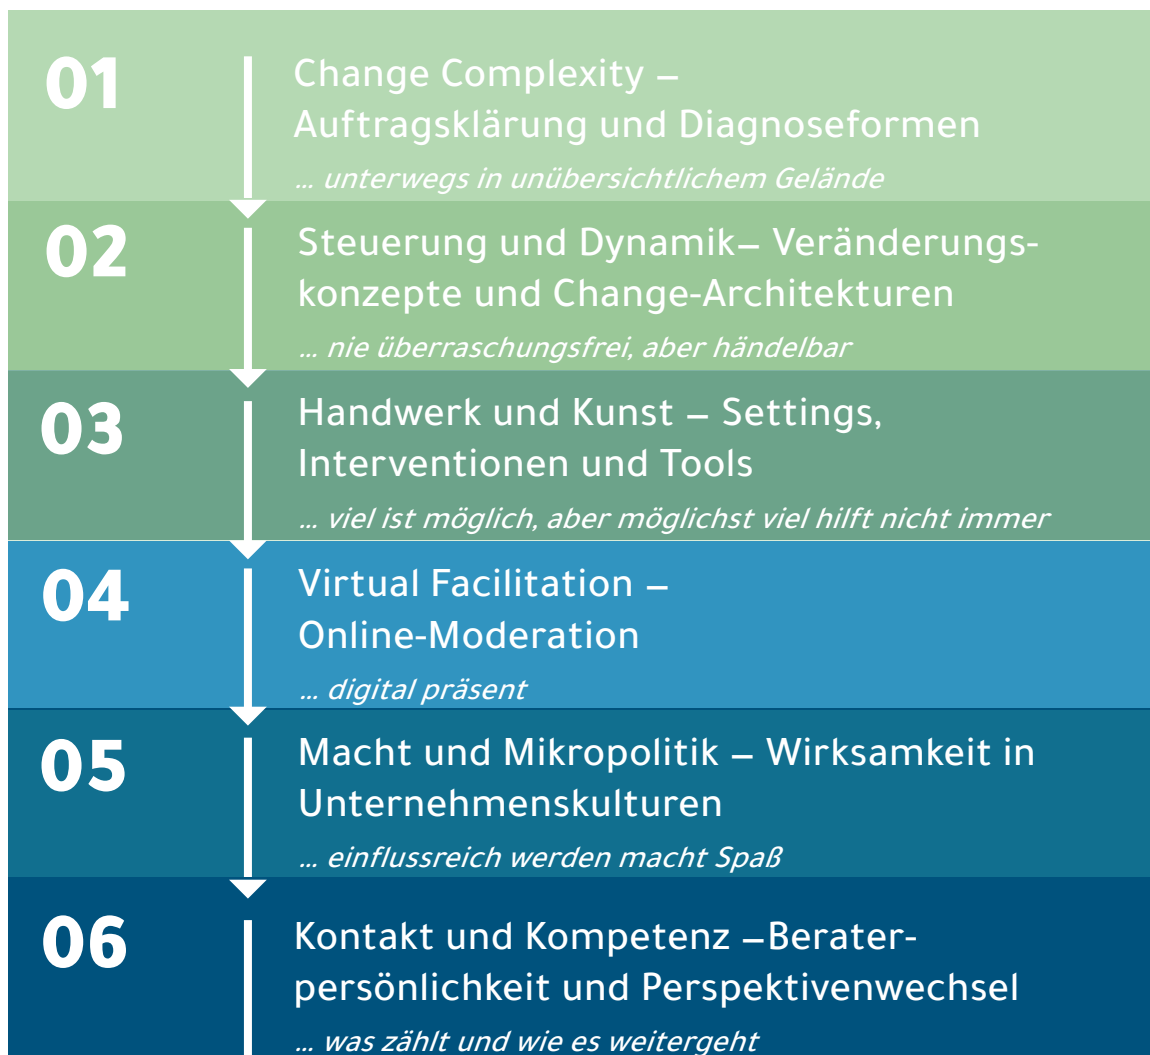 01
Change Complexity –
Auftragsklärung und Diagnoseformen
... unterwegs in unübersichtlichem Gelände
02
Steuerung und Dynamik– Veränderungs-
konzepte und Change-Architekturen
... nie überraschungsfrei, aber händelbar
03
Handwerk und Kunst – Settings,
Interventionen und Tools
... viel ist möglich, aber möglichst viel hilft nicht immer
04
Virtual Facilitation –
Online-Moderation
... digital präsent
05
Macht und Mikropolitik – Wirksamkeit in
Unternehmenskulturen
... einflussreich werden macht Spaß
06
Kontakt und Kompetenz –Berater-
persönlichkeit und Perspektivenwechsel
... was zählt und wie es weitergeht